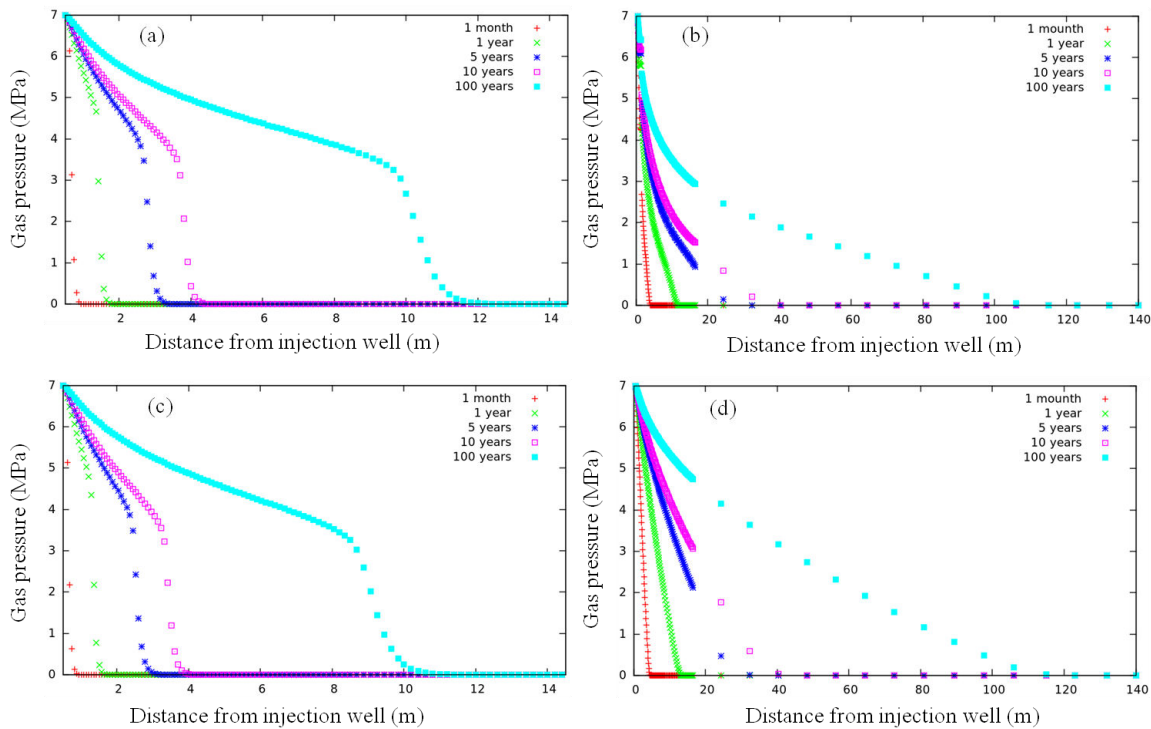 (a)
1 month
1 year
5 years
10 years
100 years
Gas pressure (MPa)
7
6
5
4
3
2
1
0
2 4 6 8 10 12 14
Distance from injection well (m)
(b)
1 mounth
1 year
5 years
10 years
100 years
Gas pressure (MPa)
7
6
5
4
3
2
1
0
0 20 40 60 80 100 120 140
Distance from injection well (m)
(c)
1 month
1 year
5 years
10 years
100 years
Gas pressure (MPa)
7
6
5
4
3
2
1
0
2 4 6 8 10 12 14
Distance from injection well (m)
(d)
1 mounth
1 year
5 years
10 years
100 years
Gas pressure (MPa)
7
6
5
4
3
2
1
0
0 20 40 60 80 100 120 140
Distance from injection well (m)